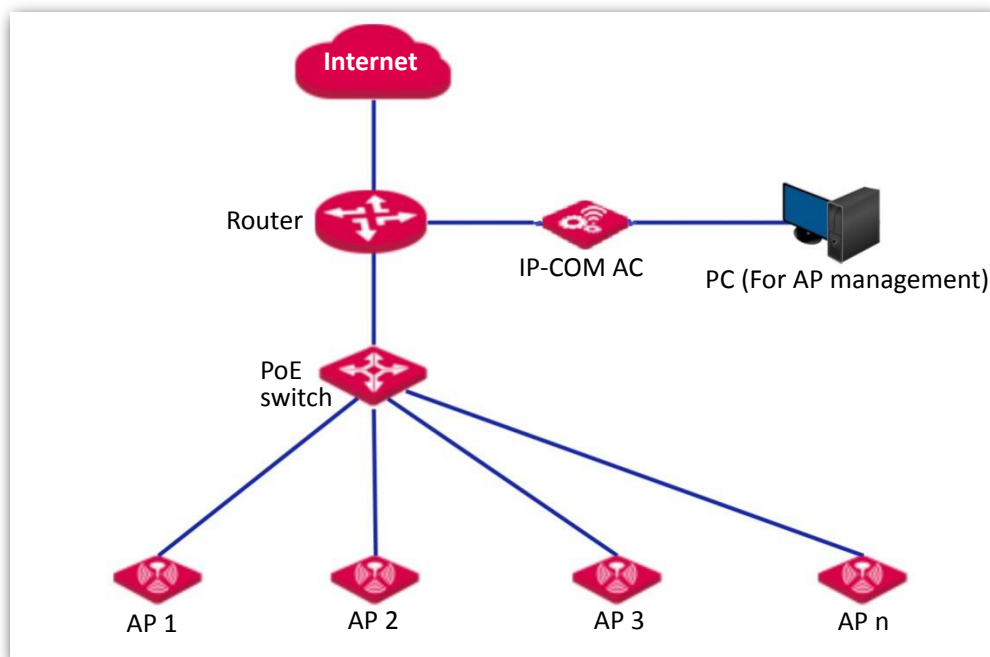 Internet
Router
IP-COM AC
PC (For AP management)
PoE
switch
AP 1
AP 2
AP 3
AP n